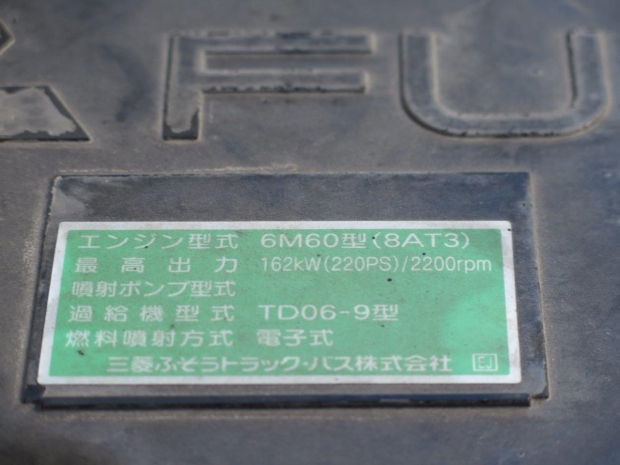 FU
エンジン型式 6M60型(8AT3)
最高出力 162kW(220PS)/2200rpm
噴射ポンプ型式
過給機型式 TD06-9型
燃料噴射方式 電子式
三菱ふそうトラック・バス株式会社